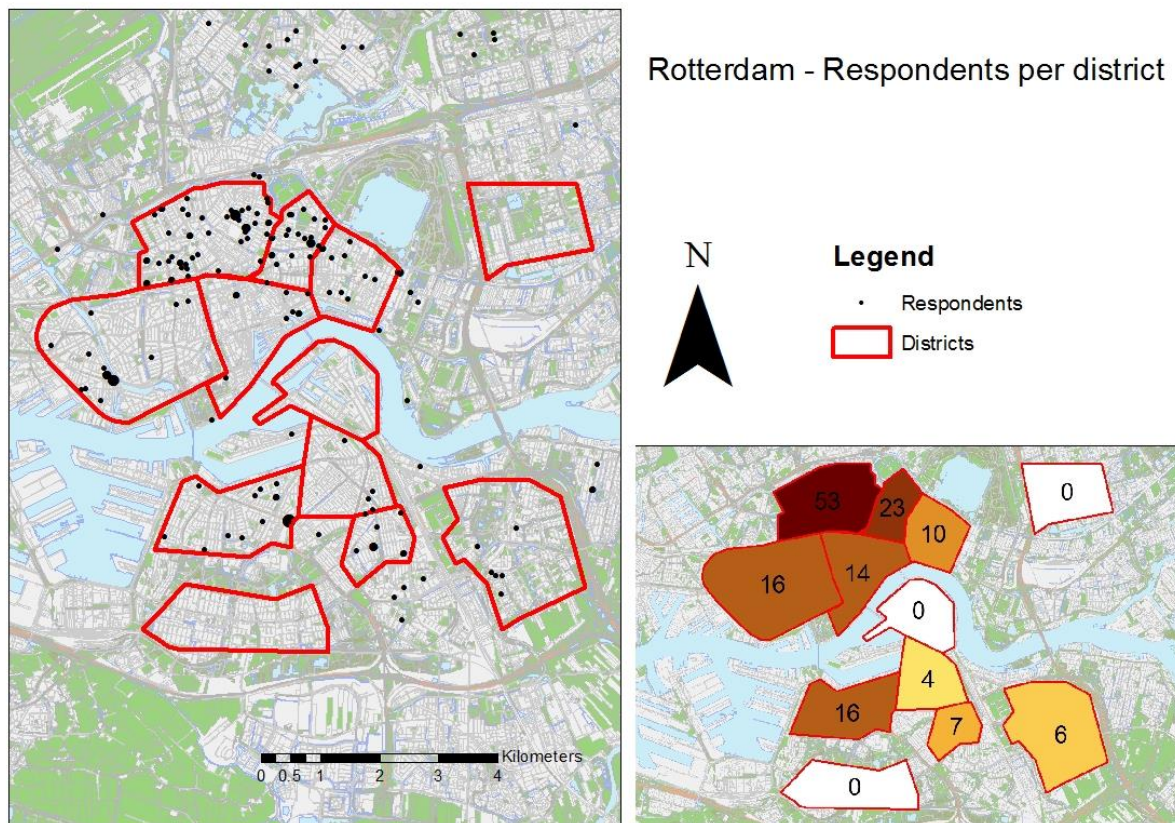 Rotterdam - Respondents per district
N
Legend
Respondents
Districts
Kilometers
0 0.5 1 2 3 4
53
23
0
10
16
14
0
4
16
7
6
0